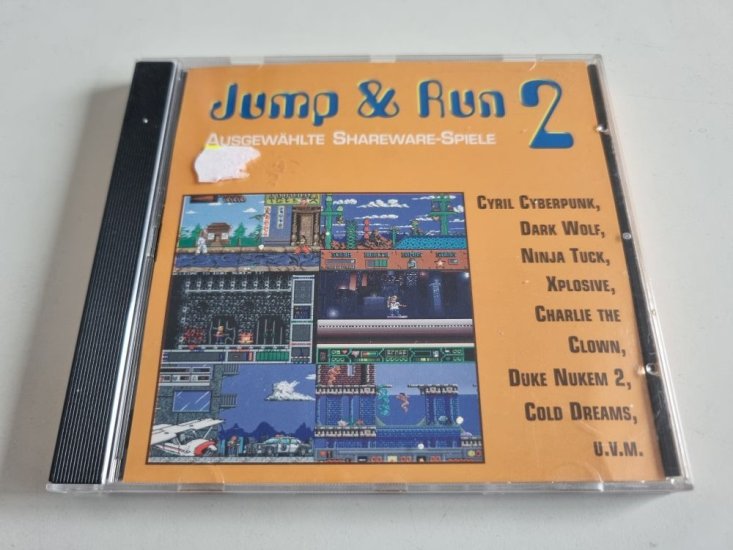 Jump & Run 2
AUSGEWÄHLTE SHAREWARE-SPIELE
CYRIL CYBERPUNK,
DARK WOLF,
NINJA TUCK,
XPLOSIVE,
CHARLIE THE
CLOWN,
DUKE NUKEM 2,
COLD DREAMS,
U.V.M.